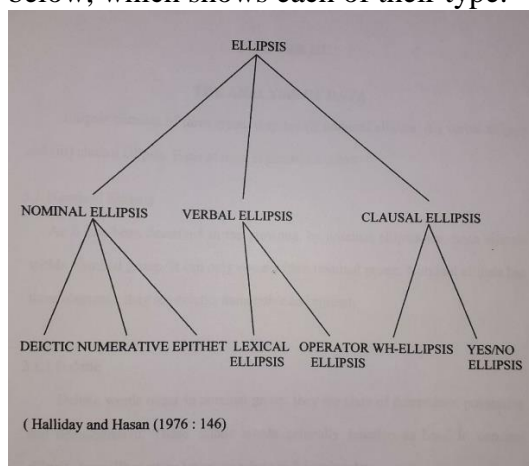 below, which shows each of their type:
ELLIPSIS
NOMINAL ELLIPSIS VERBAL ELLIPSIS CLAUSAL ELLIPSIS
DEICTIC NUMERATIVE EPITHET LEXICAL ELLIPSIS OPERATOR ELLIPSIS WH-ELLIPSIS YES/NO ELLIPSIS
( Halliday and Hasan (1976 : 146)